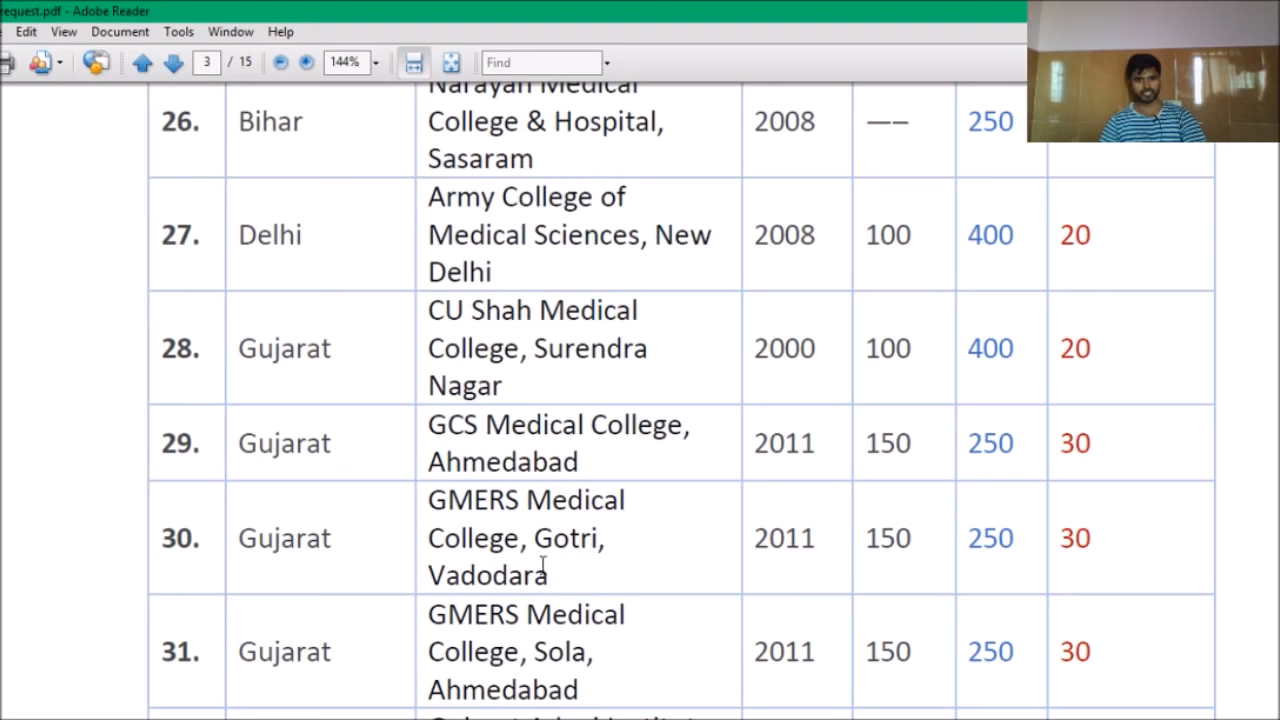 request.pdf - Adobe Reader
Edit View Document Tools Window Help
3 / 15 144% Find
Narayan Medical
26. Bihar College & Hospital, 2008 —– 250
Sasaram
Army College of
27. Delhi Medical Sciences, New 2008 100 400 20
Delhi
CU Shah Medical
28. Gujarat College, Surendra 2000 100 400 20
Nagar
GCS Medical College,
29. Gujarat 2011 150 250 30
Ahmedabad
GMERS Medical
30. Gujarat College, Gotri, 2011 150 250 30
Vadodara
GMERS Medical
31. Gujarat College, Sola, 2011 150 250 30
Ahmedabad